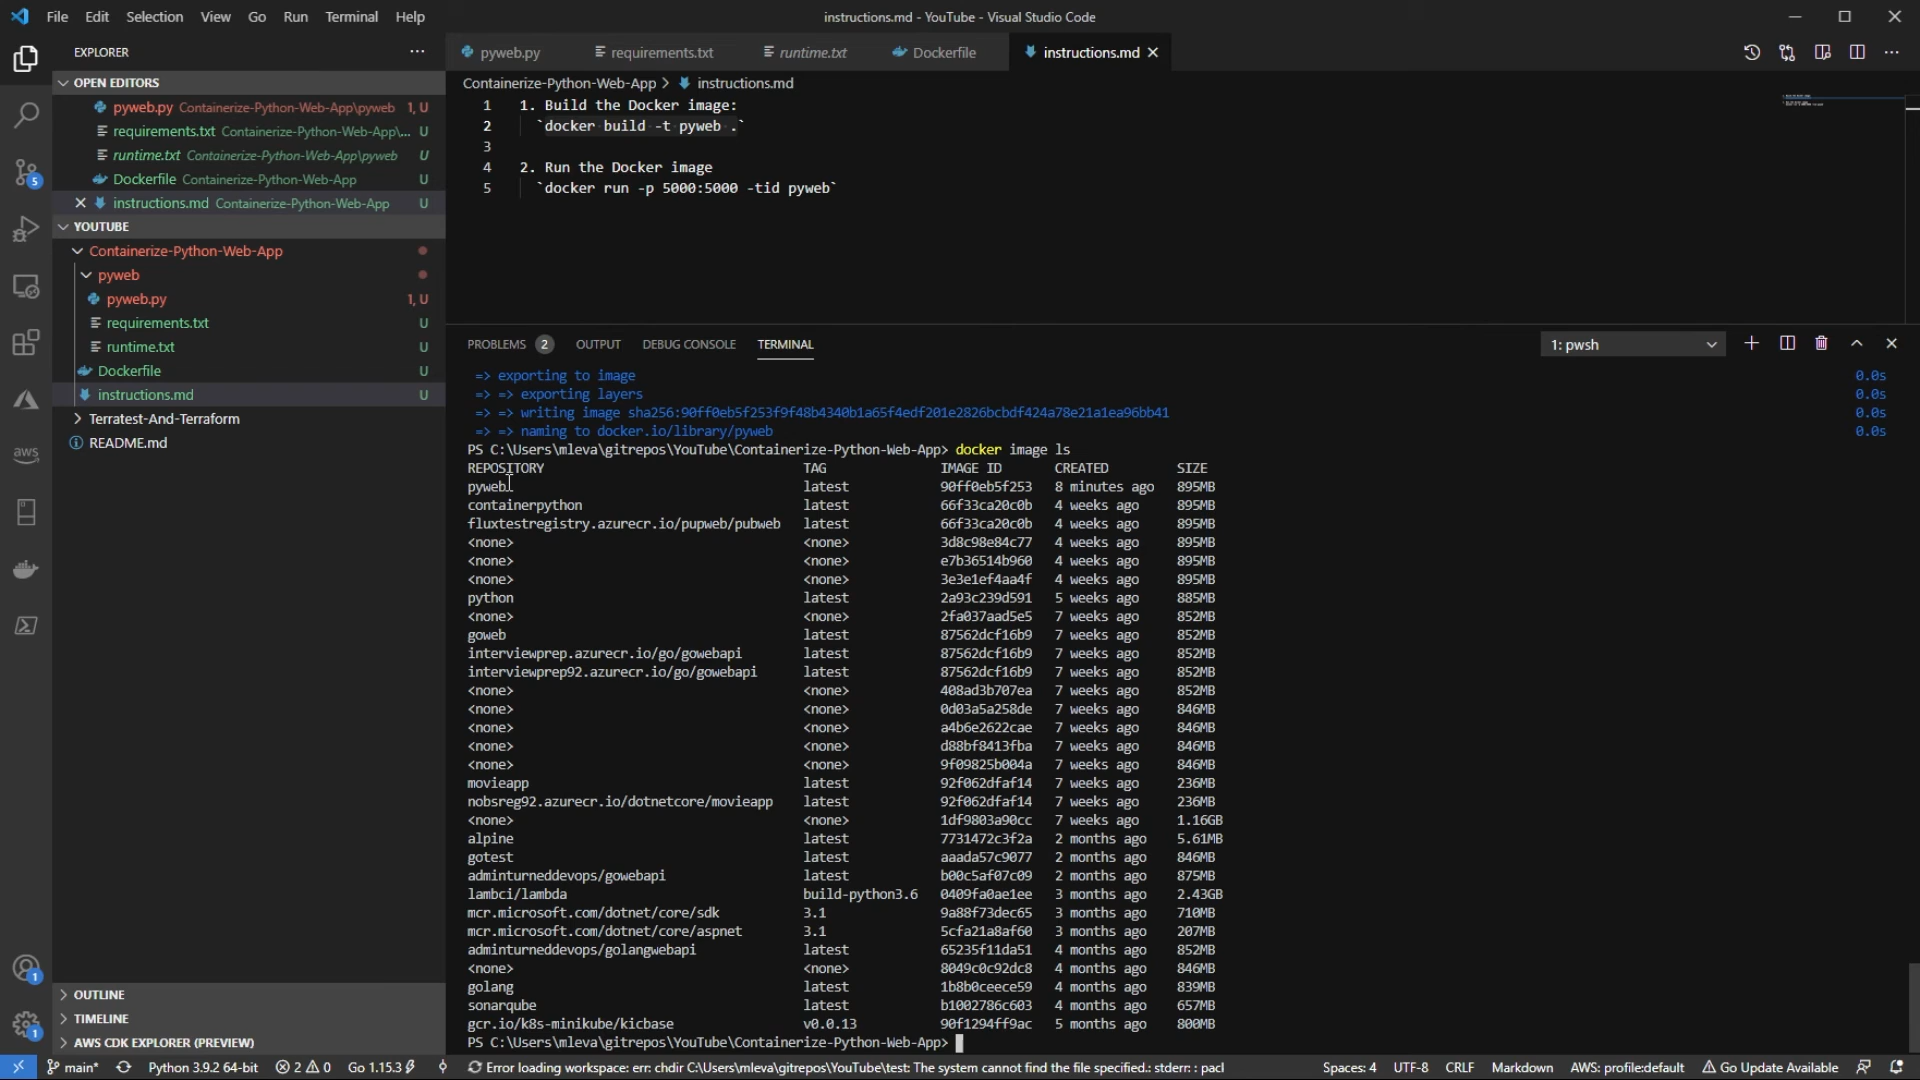 File Edit Selection View Go Run Terminal Help
instructions.md - YouTube - Visual Studio Code
EXPLORER
OPEN EDITORS
pyweb.py Containerize-Python-Web-App\pyweb 1, U
requirements.txt Containerize-Python-Web-App\... U
runtime.txt Containerize-Python-Web-App\pyweb U
Dockerfile Containerize-Python-Web-App U
instructions.md Containerize-Python-Web-App U
YOUTUBE
Containerize-Python-Web-App
pyweb
pyweb.py 1, U
requirements.txt U
runtime.txt U
Dockerfile U
instructions.md U
Terratest-And-Terraform
README.md
OUTLINE
TIMELINE
AWS CDK EXPLORER (PREVIEW)
5
aws
1
1
pyweb.py requirements.txt runtime.txt Dockerfile instructions.md
Containerize-Python-Web-App > instructions.md
1 1. Build the Docker image:
2 `docker build -t pyweb .`
3
4 2. Run the Docker image
5 `docker run -p 5000:5000 -tid pyweb`
PROBLEMS 2 OUTPUT DEBUG CONSOLE TERMINAL
1: pwsh
=> exporting to image 0.0s
=> => exporting layers 0.0s
=> => writing image sha256:90ff0eb5f253f9f48b4340b1a65f4edf201e2826bcbdf424a78e21a1ea96bb41 0.0s
=> => naming to docker.io/library/pyweb 0.0s
PS C:\Users\mleva\gitrepos\YouTube\Containerize-Python-Web-App> docker image ls
REPOSITORY TAG IMAGE ID CREATED SIZE
pyweb latest 90ff0eb5f253 8 minutes ago 895MB
containerpython latest 66f33ca20c0b 4 weeks ago 895MB
fluxtestregistry.azurecr.io/pupweb/pubweb latest 66f33ca20c0b 4 weeks ago 895MB
<none> <none> 3d8c98e84c77 4 weeks ago 895MB
<none> <none> e7b36514b960 4 weeks ago 895MB
<none> <none> 3e3e1ef4aa4f 4 weeks ago 895MB
python latest 2a93c239d591 5 weeks ago 885MB
<none> <none> 2fa037aad5e5 7 weeks ago 852MB
goweb latest 87562dcf16b9 7 weeks ago 852MB
interviewprep.azurecr.io/go/gowebapi latest 87562dcf16b9 7 weeks ago 852MB
interviewprep92.azurecr.io/go/gowebapi latest 87562dcf16b9 7 weeks ago 852MB
<none> <none> 408ad3b707ea 7 weeks ago 852MB
<none> <none> 0d03a5a258de 7 weeks ago 846MB
<none> <none> a4b6e2622cae 7 weeks ago 846MB
<none> <none> d88bf8413fba 7 weeks ago 846MB
<none> <none> 9f09825b004a 7 weeks ago 846MB
movieapp latest 92f062dfaf14 7 weeks ago 236MB
nobsreg92.azurecr.io/dotnetcore/movieapp latest 92f062dfaf14 7 weeks ago 236MB
<none> <none> 1df9803a90cc 7 weeks ago 1.16GB
alpine latest 7731472c3f2a 2 months ago 5.61MB
gotest latest aaada57c9077 2 months ago 846MB
adminturneddevops/gowebapi latest b00c5af07c09 2 months ago 875MB
lambci/lambda build-python3.6 0409fa0ae1ee 3 months ago 2.43GB
mcr.microsoft.com/dotnet/core/sdk 3.1 9a88f73dec65 3 months ago 710MB
mcr.microsoft.com/dotnet/core/aspnet 3.1 5cfa21a8af60 3 months ago 207MB
adminturneddevops/golangwebapi latest 65235f11da51 4 months ago 852MB
<none> <none> 8049c0c92dc8 4 months ago 846MB
golang latest 1b8b0ceece59 4 months ago 839MB
sonarqube latest b1002786c603 4 months ago 657MB
gcr.io/k8s-minikube/kicbase v0.0.13 90f1294ff9ac 5 months ago 800MB
PS C:\Users\mleva\gitrepos\YouTube\Containerize-Python-Web-App>
main* Python 3.9.2 64-bit 2 0 Go 1.15.3 Error loading workspace: err: chdir C:\Users\mleva\gitrepos\YouTube\test: The system cannot find the file specified.: stderr: : pacl Spaces: 4 UTF-8 CRLF Markdown AWS: profile:default Go Update Available